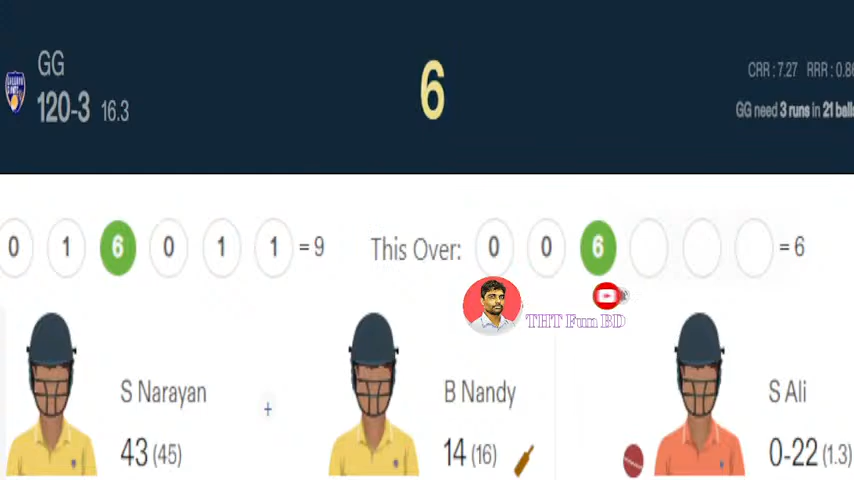 GG
120-3 16.3
6
CRR : 7.27 RRR : 0.86
GG need 3 runs in 21 balls
0 1 6 0 1 1 = 9
This Over: 0 0 6 = 6
THT Fun BD
S Narayan
43 (45)
+
B Nandy
14 (16)
S Ali
0-22 (1.3)